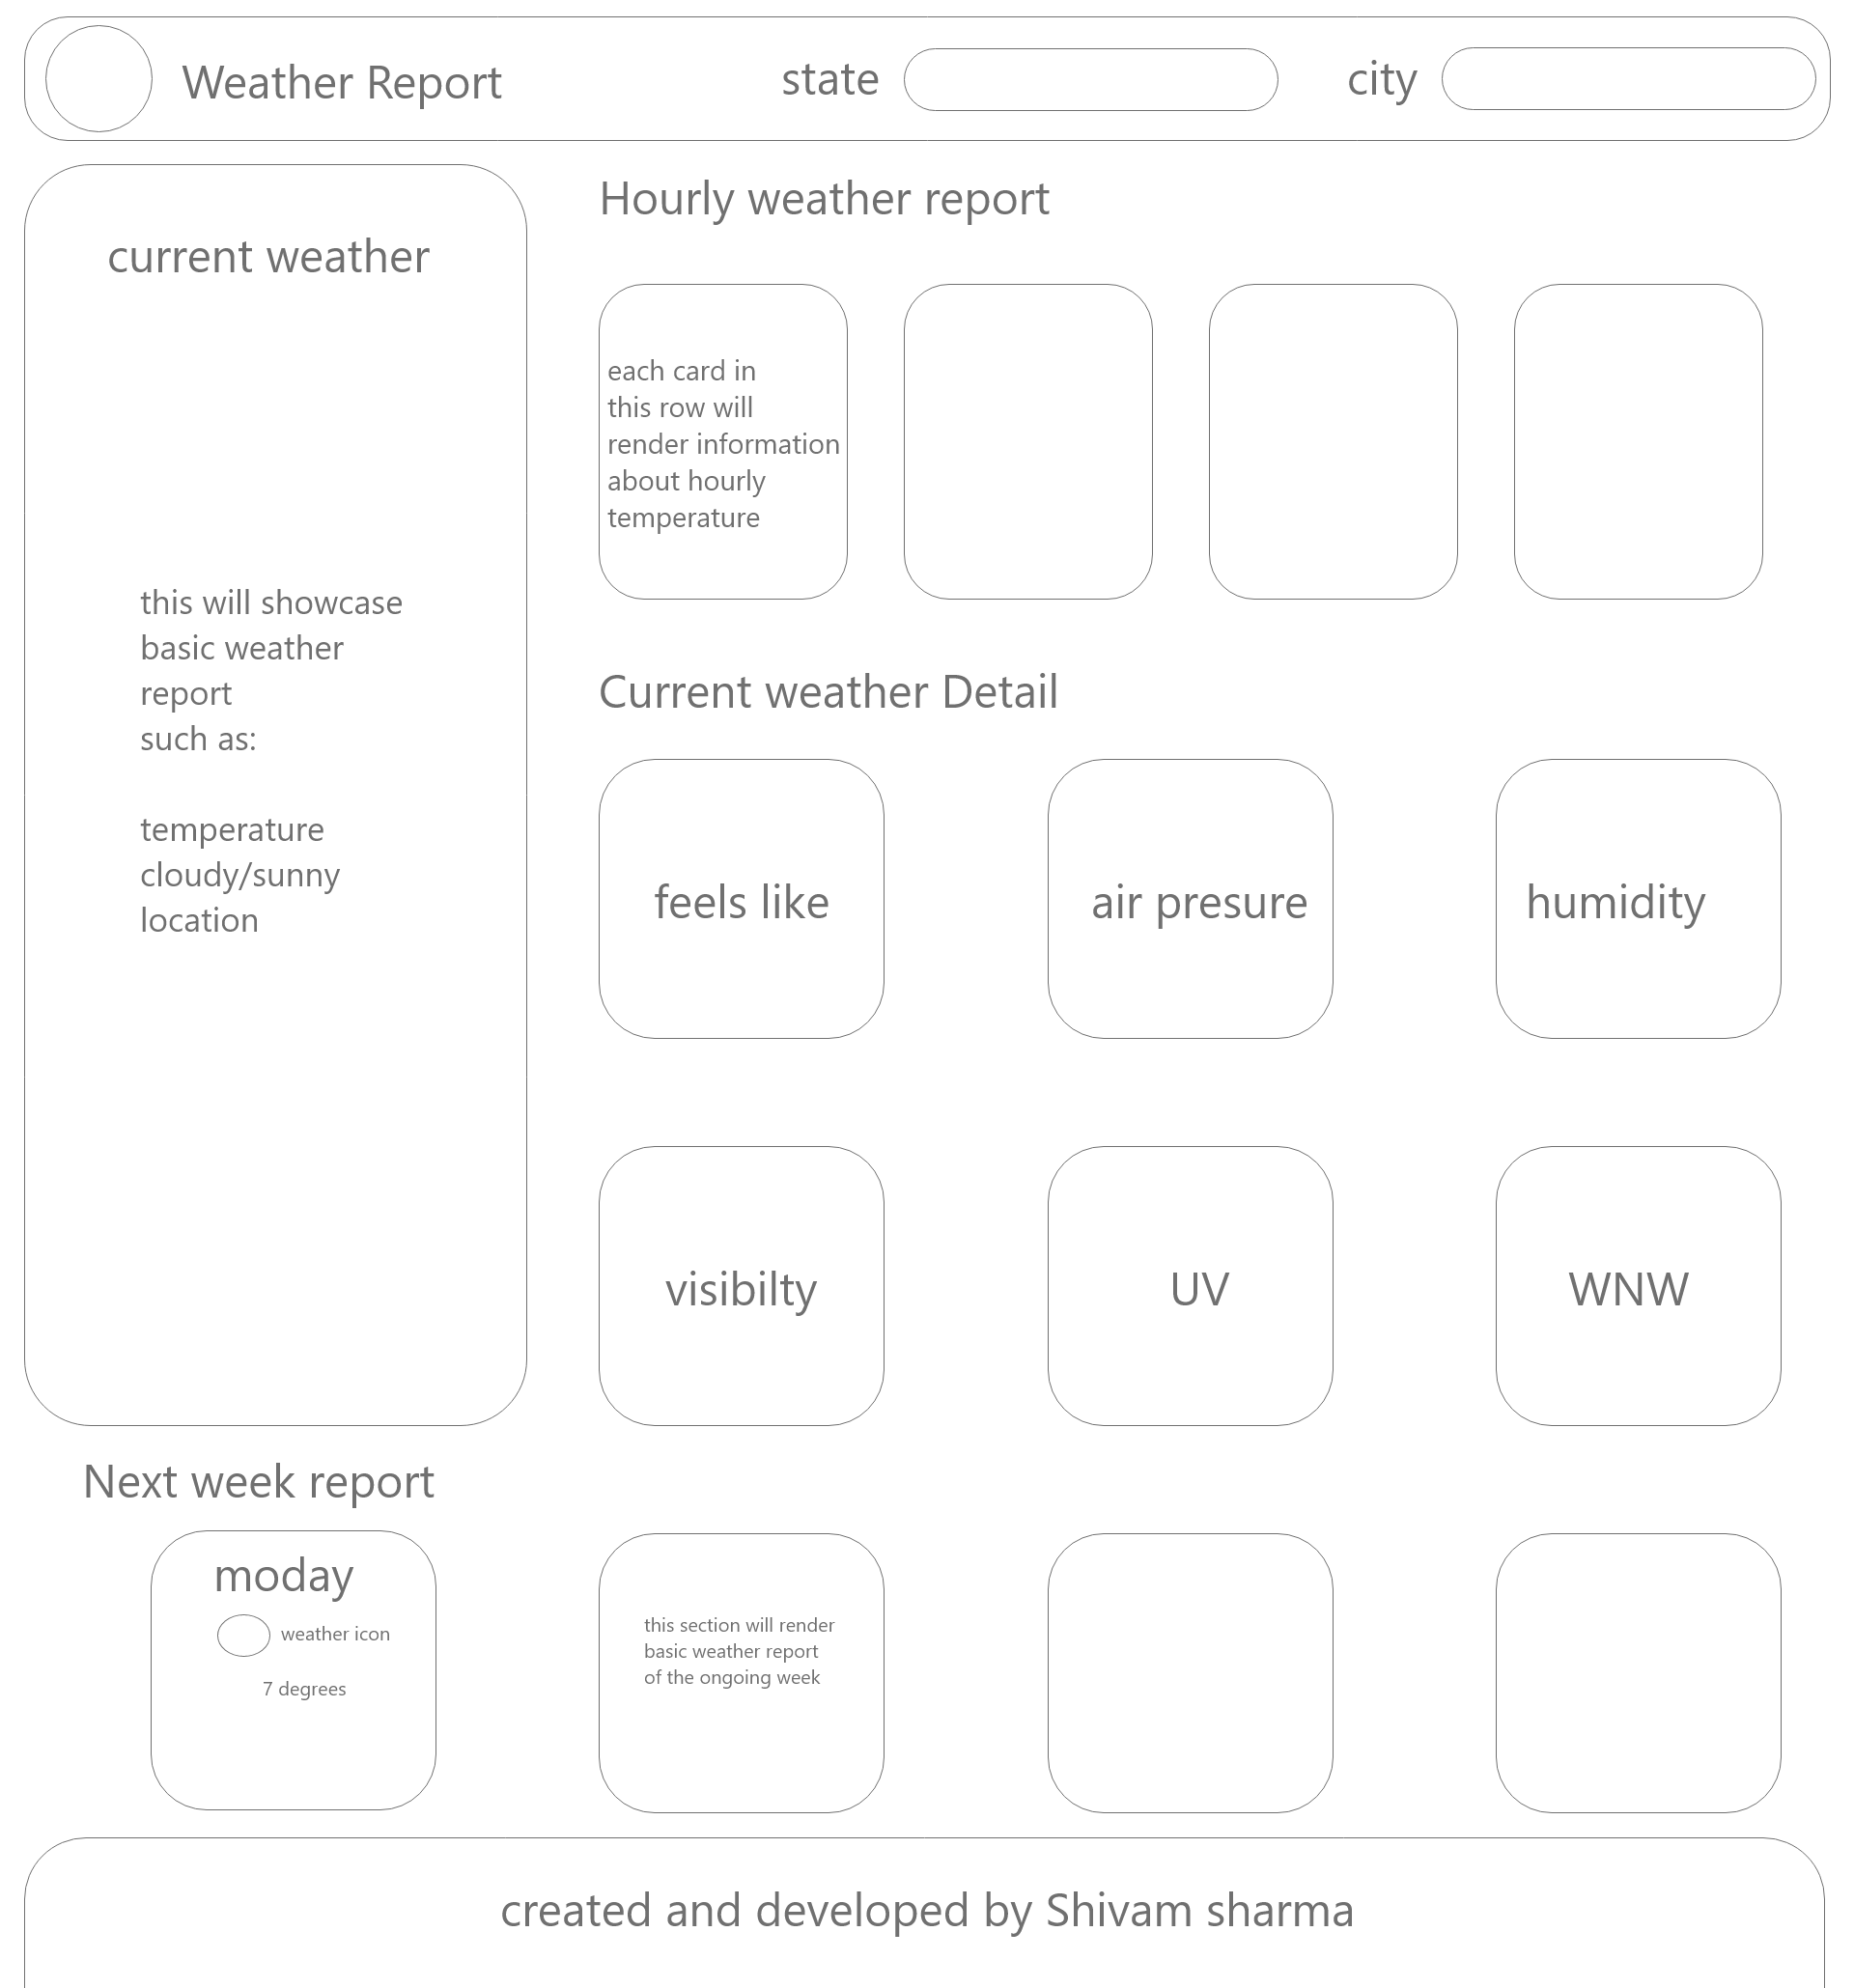 Weather Report
state
city
current weather
this will showcase
basic weather
report
such as:
temperature
cloudy/sunny
location
Hourly weather report
each card in
this row will
render information
about hourly
temperature
Current weather Detail
feels like
air presure
humidity
visibilty
UV
WNW
Next week report
moday
weather icon
7 degrees
this section will render
basic weather report
of the ongoing week
created and developed by Shivam sharma